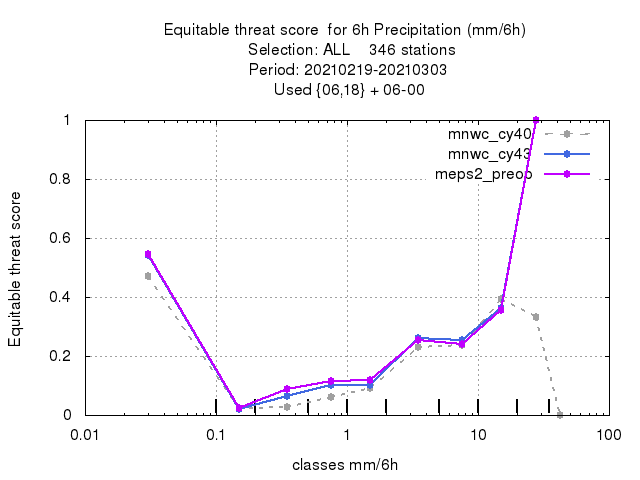 Equitable threat score  for 6h Precipitation (mm/6h)
Selection: ALL    346 stations
Period: 20210219-20210303
Used {06,18} + 06-00
mnwc_cy40
mnwc_cy43
meps2_preop
Equitable threat score
1
0.8
0.6
0.4
0.2
0
0.01
0.1
1
10
100
classes mm/6h